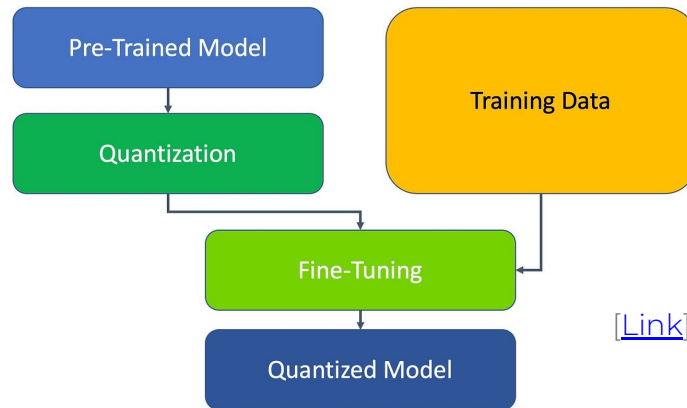 Pre-Trained Model
Training Data
Quantization
Fine-Tuning
[Link]
Quantized Model